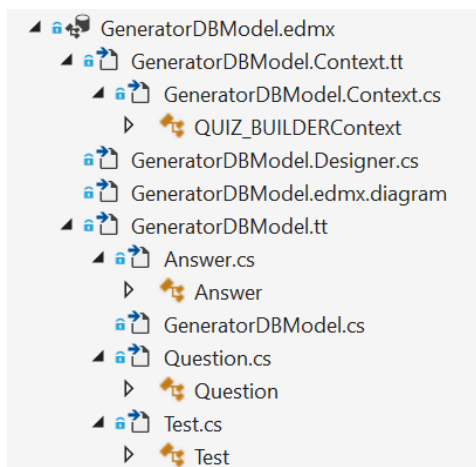 GeneratorDBModel.edmx
GeneratorDBModel.Context.tt
GeneratorDBModel.Context.cs
QUIZ_BUILDERContext
GeneratorDBModel.Designer.cs
GeneratorDBModel.edmx.diagram
GeneratorDBModel.tt
Answer.cs
Answer
GeneratorDBModel.cs
Question.cs
Question
Test.cs
Test